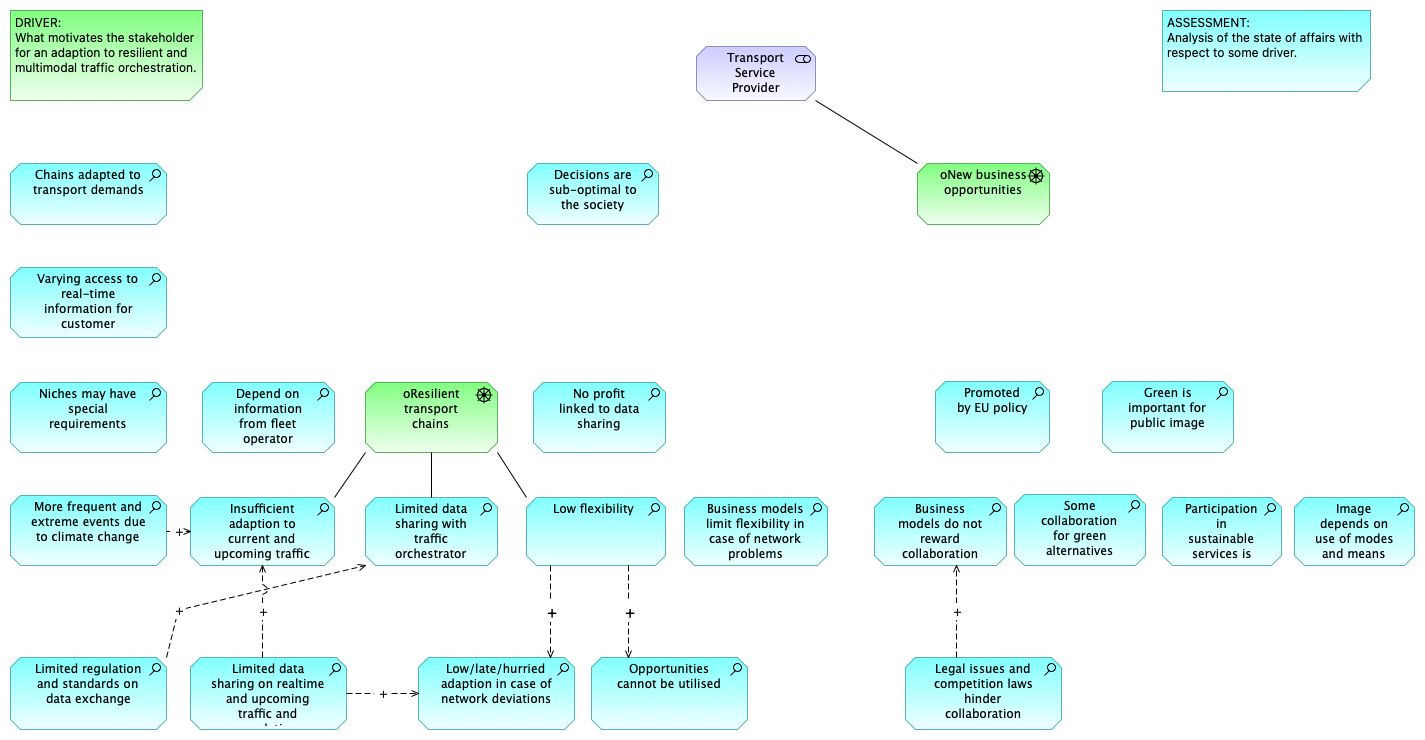 DRIVER:
What motivates the stakeholder
for an adaption to resilient and
multimodal traffic orchestration.
Transport
Service
Provider
ASSESSMENT:
Analysis of the state of affairs with
respect to some driver.
Chains adapted to
transport demands
Decisions are
sub-optimal to
the society
oNew business
opportunities
Varying access to
real-time
information for
customer
Niches may have
special
requirements
Depend on
information
from fleet
operator
oResilient
transport
chains
No profit
linked to data
sharing
Promoted
by EU policy
Green is
important for
public image
More frequent and
extreme events due
to climate change
Insufficient
adaption to
current and
upcoming traffic
Limited data
sharing with
traffic
orchestrator
Low flexibility
Business models
limit flexibility in
case of network
problems
Business
models do not
reward
collaboration
Some
collaboration
for green
alternatives
Participation
in
sustainable
services is
Image
depends on
use of modes
and means
+
+
+
+
+
+
Limited regulation
and standards on
data exchange
Limited data
sharing on realtime
and upcoming
traffic and
Low/late/hurried
adaption in case of
network deviations
Opportunities
cannot be utilised
Legal issues and
competition laws
hinder
collaboration
+